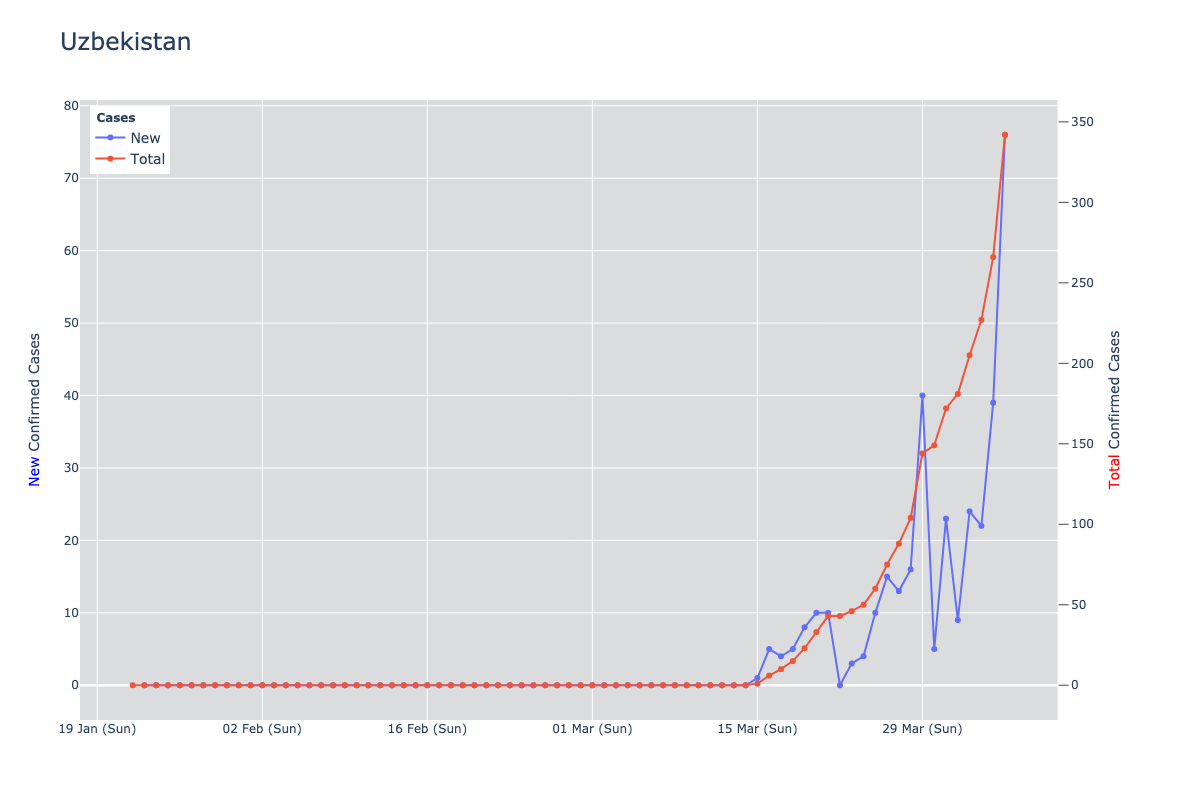 Uzbekistan
Cases
New
Total
80
70
60
50
40
30
20
10
0
New Confirmed Cases
350
300
250
200
150
100
50
0
Total Confirmed Cases
19 Jan (Sun)
02 Feb (Sun)
16 Feb (Sun)
01 Mar (Sun)
15 Mar (Sun)
29 Mar (Sun)